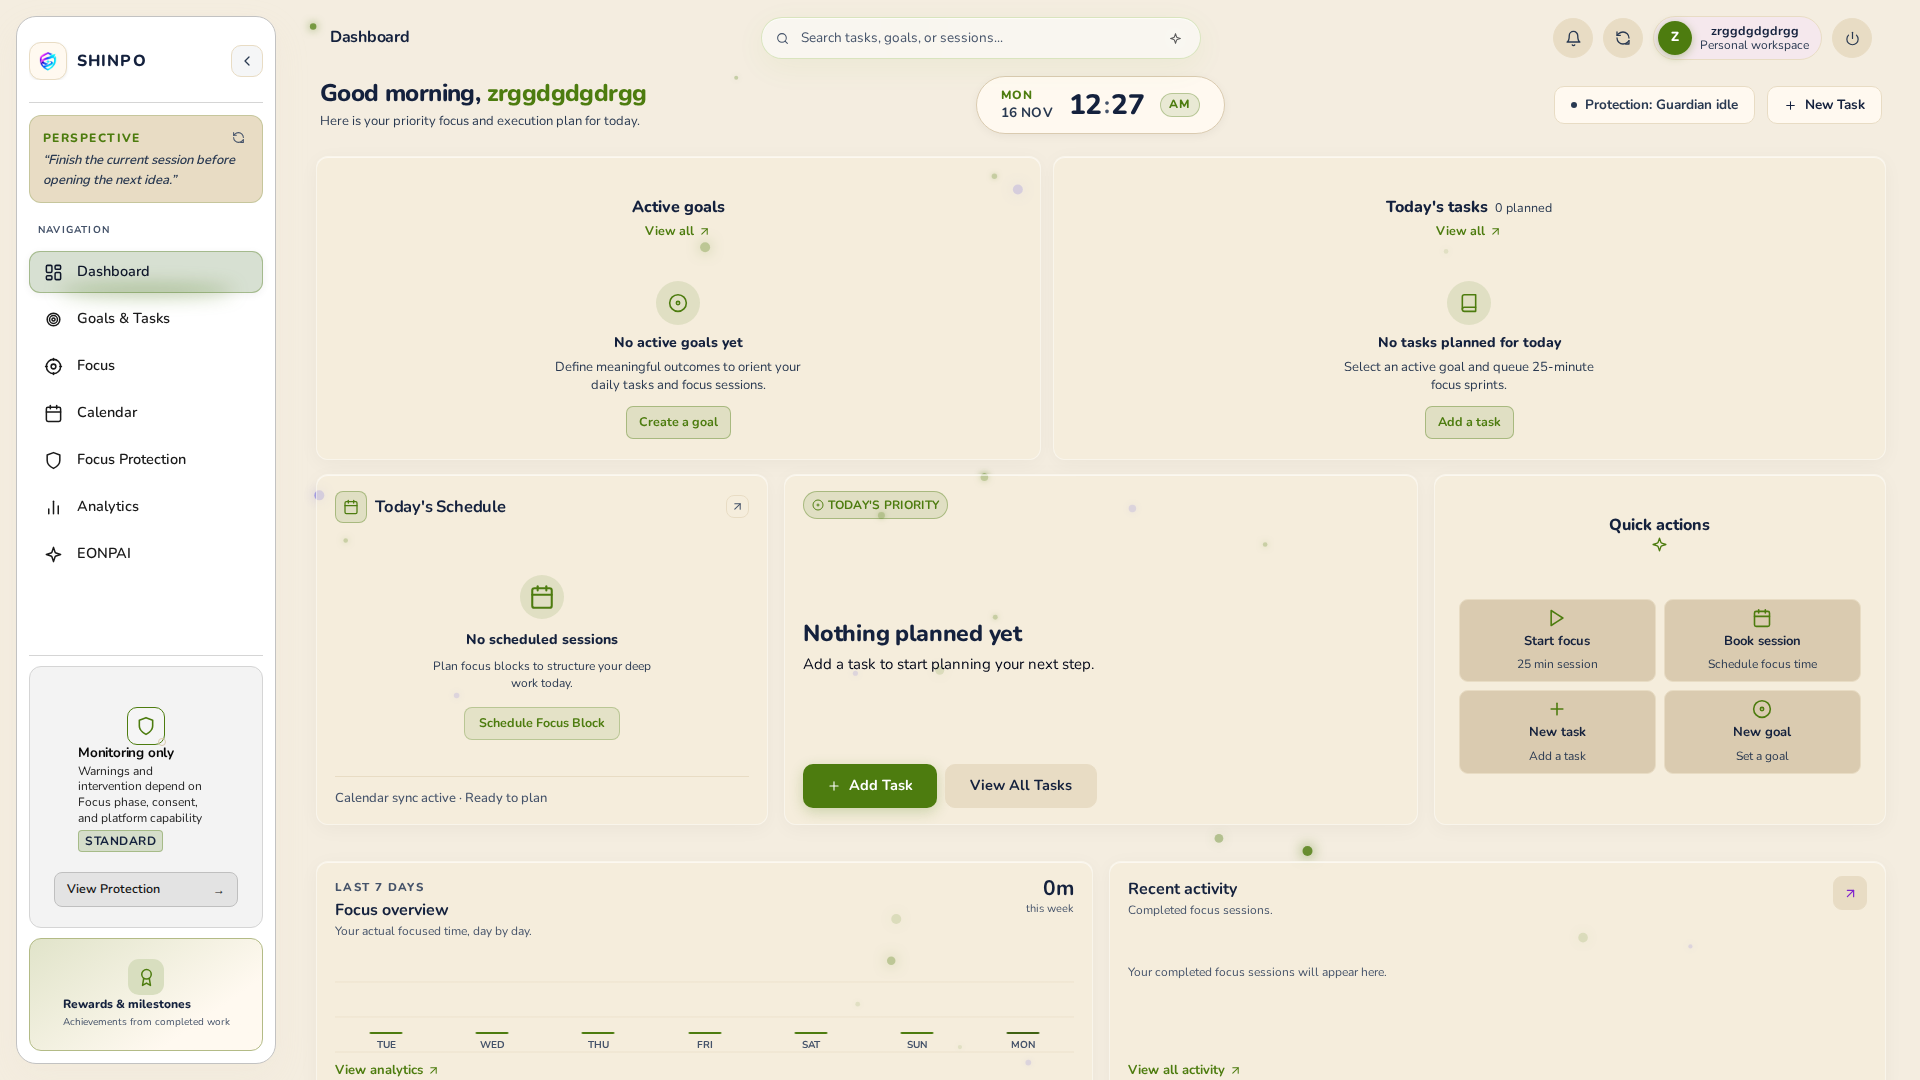 SHINPO
PERSPECTIVE
“Finish the current session before
opening the next idea.”
NAVIGATION
Dashboard
Goals & Tasks
Focus
Calendar
Focus Protection
Analytics
EONPAI
Monitoring only
Warnings and
intervention depend on
Focus phase, consent,
and platform capability
STANDARD
View Protection →
Rewards & milestones
Achievements from completed work
Dashboard
Search tasks, goals, or sessions...
Z
zrggdgdgdrgg
Personal workspace
Good morning, zrggdgdgdrgg
Here is your priority focus and execution plan for today.
MON
16 NOV
12:27
AM
Protection: Guardian idle
New Task
Active goals
View all
No active goals yet
Define meaningful outcomes to orient your
daily tasks and focus sessions.
Create a goal
Today's tasks 0 planned
View all
No tasks planned for today
Select an active goal and queue 25-minute
focus sprints.
Add a task
Today's Schedule
No scheduled sessions
Plan focus blocks to structure your deep
work today.
Schedule Focus Block
Calendar sync active · Ready to plan
TODAY'S PRIORITY
Nothing planned yet
Add a task to start planning your next step.
Add Task
View All Tasks
Quick actions
Start focus
25 min session
Book session
Schedule focus time
New task
Add a task
New goal
Set a goal
LAST 7 DAYS
Focus overview
Your actual focused time, day by day.
0m
this week
TUE WED THU FRI SAT SUN MON
View analytics
Recent activity
Completed focus sessions.
Your completed focus sessions will appear here.
View all activity